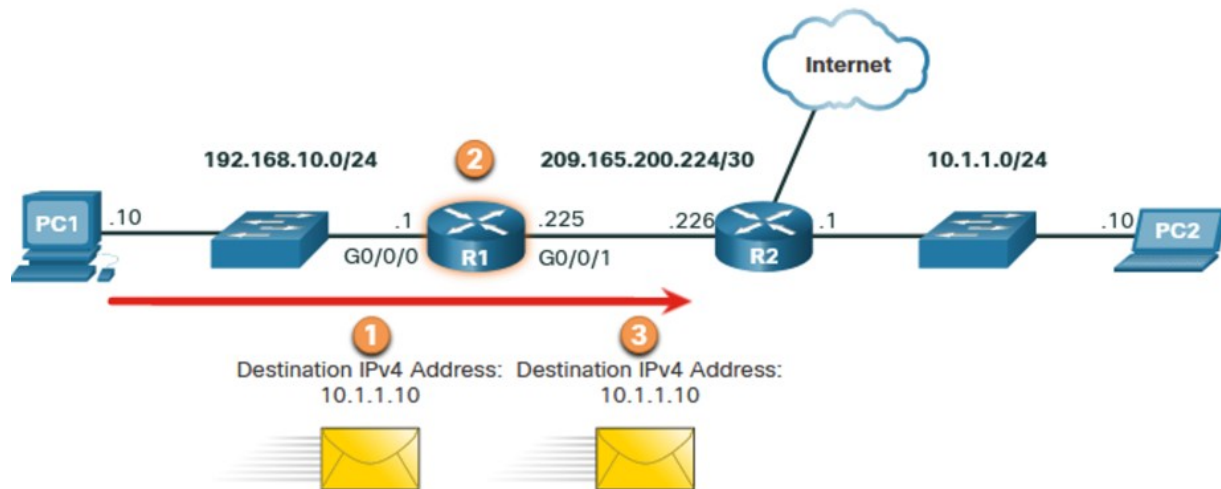 Internet
192.168.10.0/24
2
209.165.200.224/30
10.1.1.0/24
PC1
.10
.1
G0/0/0
R1
.225
G0/0/1
.226
R2
.1
.10
PC2
1
3
Destination IPv4 Address:
10.1.1.10
Destination IPv4 Address:
10.1.1.10